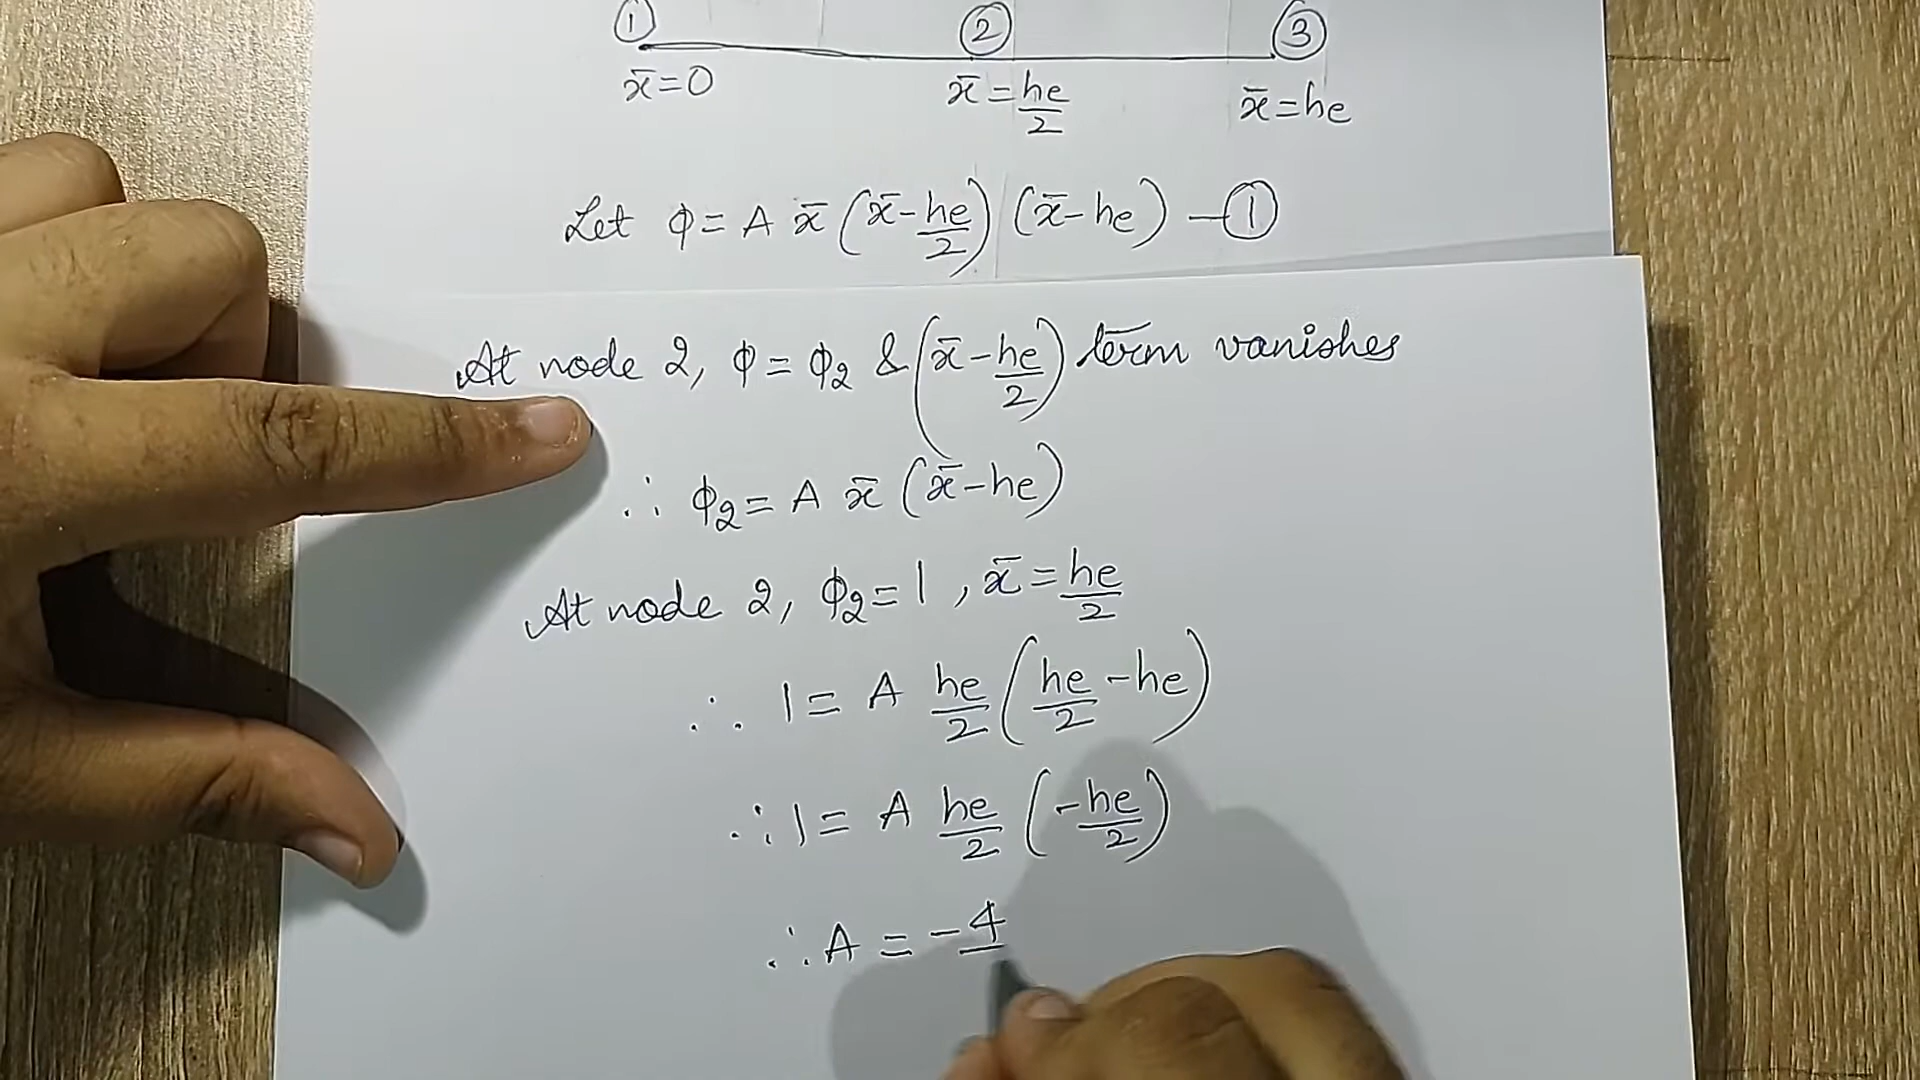 ① ② ③
x̄=0 x̄=he/2 x̄=he
Let φ= A x̄ (x̄-he/2) (x̄-he) —①
At node 2, φ=φ2 & (x̄-he/2) term vanishes
∴ φ2= A x̄ (x̄-he)
At node 2, φ2=1, x̄=he/2
∴ 1= A he/2 (he/2 -he)
∴ 1= A he/2 (-he/2)
∴ A = -4